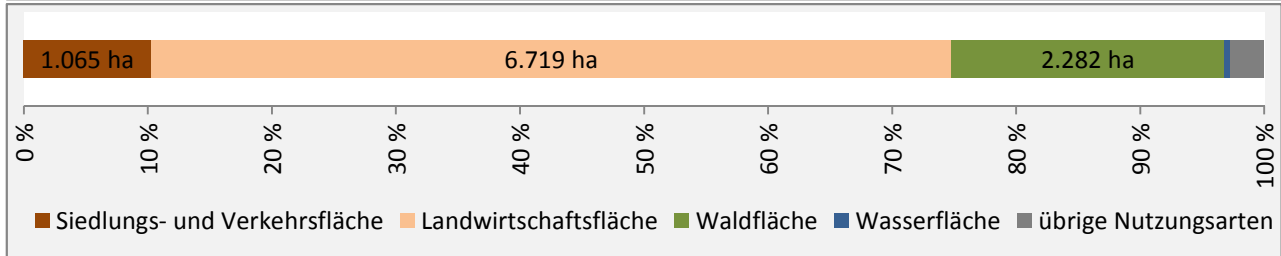 1.065 ha 6.719 ha 2.282 ha
0 % 10 % 20 % 30 % 40 % 50 % 60 % 70 % 80 % 90 % 100 %
Siedlungs- und Verkehrsfläche Landwirtschaftsfläche Waldfläche Wasserfläche übrige Nutzungsarten